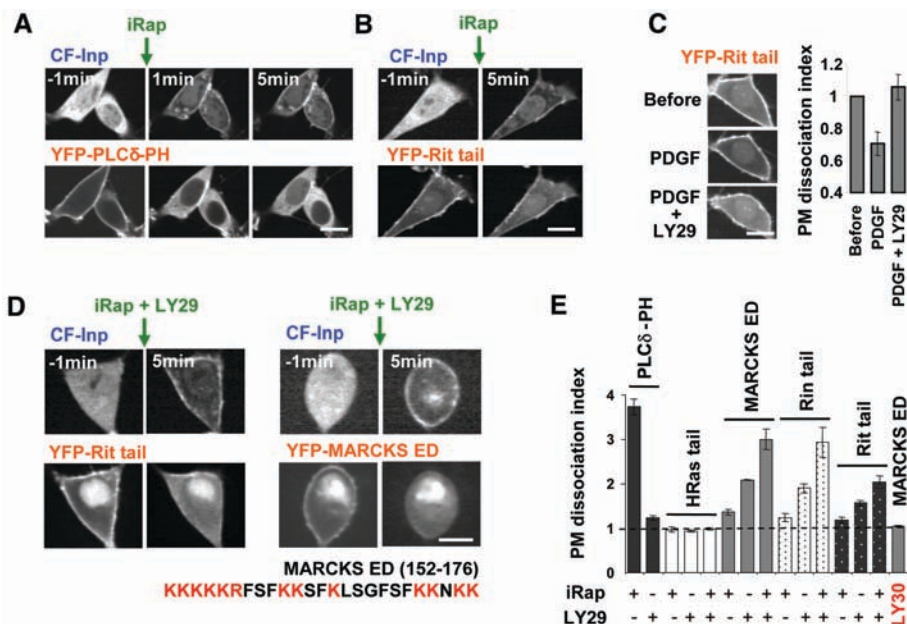 A
iRap
CF-Inp
-1min 1min 5min
YFP-PLCδ-PH
B
iRap
CF-Inp
-1min 5min
YFP-Rit tail
C
YFP-Rit tail
Before
PDGF
PDGF
+
LY29
PM dissociation index
1.2
1
0.8
0.6
0.4
Before
PDGF
PDGF + LY29
D
iRap + LY29
CF-Inp
-1min 5min
YFP-Rit tail
iRap + LY29
CF-Inp
-1min 5min
YFP-MARCKS ED
MARCKS ED (152-176)
KKKKKRFSFKKSFKLSGFSFKKNKK
E
PM dissociation index
4
3
2
1
0
PLCδ-PH
HRas tail
MARCKS ED
Rin tail
Rit tail
MARCKS ED
iRap + - + - + + - + + - + + - +
LY29 - + - + + - + + - + + - + +
LY30